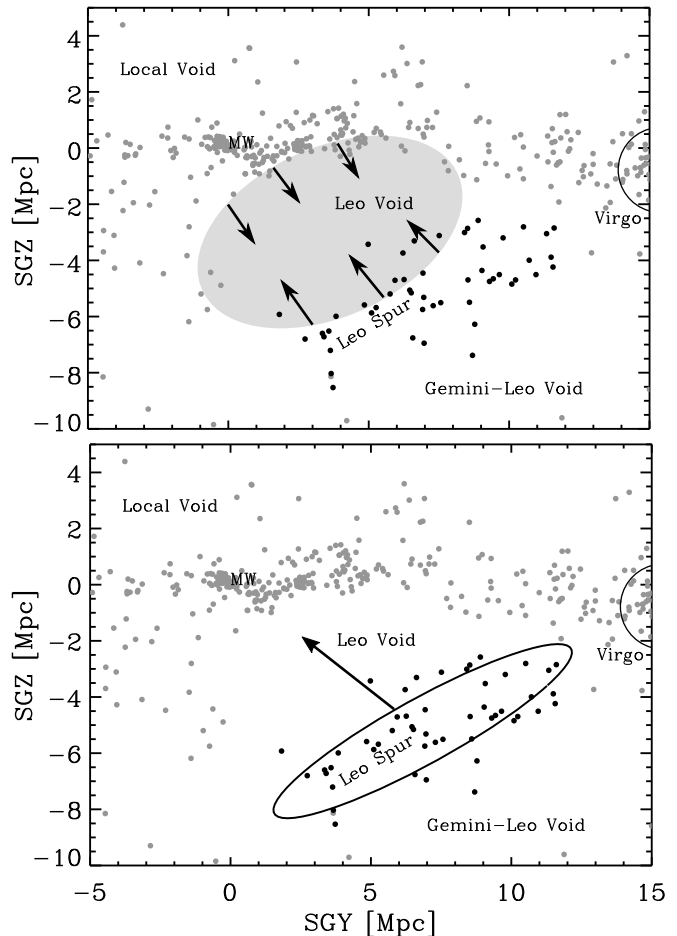 4
Local Void
2
0
MW
Leo Void
−2
Virgo
SGZ [Mpc]
−4
−6
Leo Spur
−8
Gemini−Leo Void
−10
4
Local Void
2
0
MW
−2
Leo Void
Virgo
SGZ [Mpc]
−4
−6
Leo Spur
−8
Gemini−Leo Void
−10
−5
0
5
10
15
SGY [Mpc]